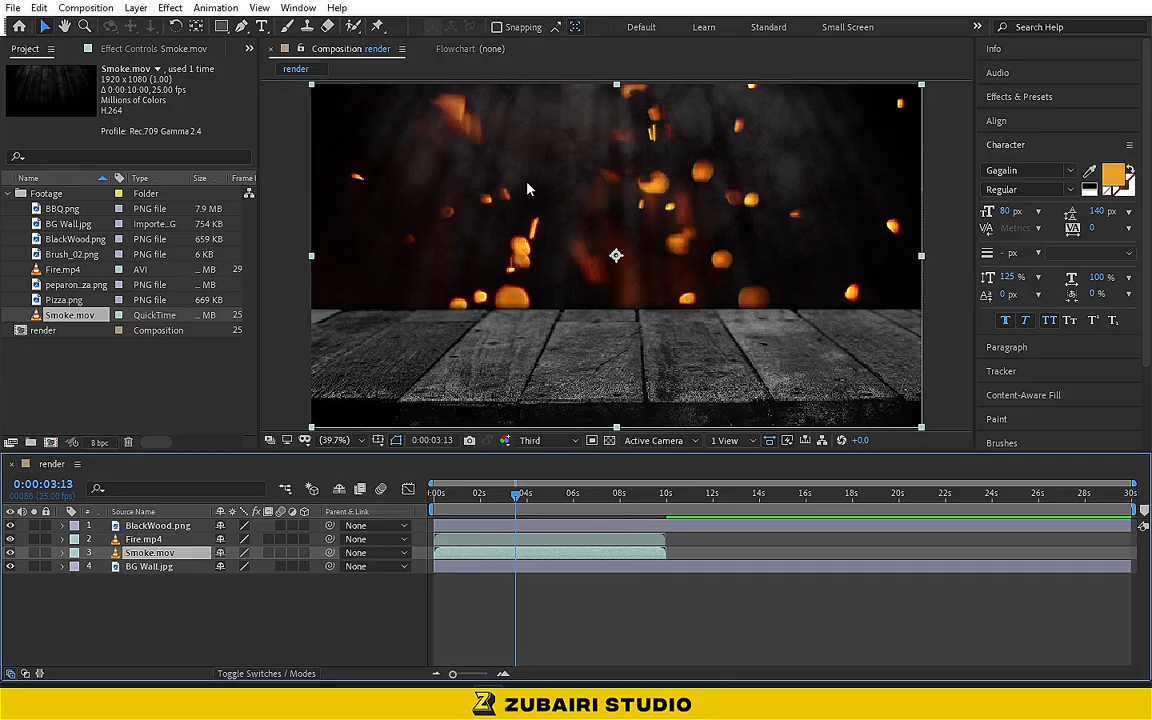 File Edit Composition Layer Effect Animation View Window Help
Snapping
Default Learn Standard Small Screen
Search Help
Project
Effect Controls Smoke.mov
Smoke.mov , used 1 time
1920 x 1080 (1.00)
Δ 0:00:10:00, 25.00 fps
Millions of Colors
H.264
Profile: Rec.709 Gamma 2.4
Name Type Size Frame
Footage Folder
BBQ.png PNG file 7.9 MB
BG Wall.jpg Importe...G 754 KB
BlackWood.png PNG file 659 KB
Brush_02.png PNG file 6 KB
Fire.mp4 AVI ... MB 29
peparon...za.png PNG file ... MB
Pizza.png PNG file 669 KB
Smoke.mov QuickTime ... MB 25
render Composition 25
8 bpc
Composition render
Flowchart (none)
render
(39.7%) 0:00:03:13 Third Active Camera 1 View +0.0
Info
Audio
Effects & Presets
Align
Character
Gagalin
Regular
80 px 140 px
Metrics 0
- px
125 % 100 %
0 px 0 %
T T TT Tт T¹ T₁
Paragraph
Tracker
Content-Aware Fill
Paint
Brushes
render
0:00:03:13
00088 (25.00 fps)
:00s 02s 04s 06s 08s 10s 12s 14s 16s 18s 20s 22s 24s 26s 28s 30s
# Source Name fx Parent & Link
1 BlackWood.png None
2 Fire.mp4 None
3 Smoke.mov None
4 BG Wall.jpg None
Toggle Switches / Modes
ZUBAIRI STUDIO